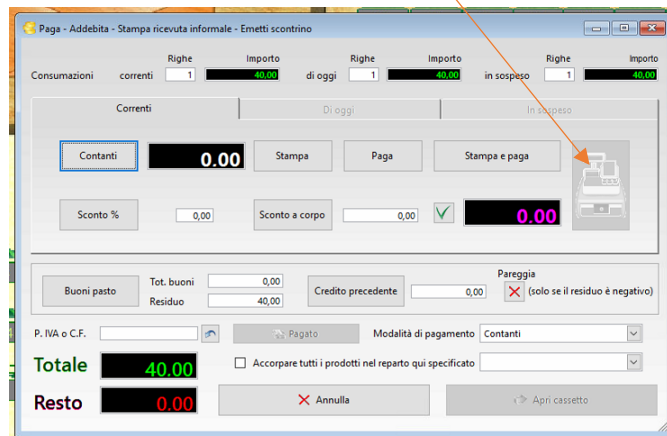 Paga - Addebita - Stampa ricevuta informale - Emetti scontrino
Righe Importo Righe Importo Righe Importo
Consumazioni correnti 1 40,00 di oggi 1 40,00 in sospeso 1 40,00
Correnti Di oggi In sospeso
Contanti 0.00 Stampa Paga Stampa e paga
Sconto % 0,00 Sconto a corpo 0,00 0.00
Pareggia
Buoni pasto Tot. buoni 0,00 Credito precedente 0,00 (solo se il residuo è negativo)
Residuo 40,00
P. IVA o C.F. Pagato Modalità di pagamento Contanti
Totale 40.00 Accorpare tutti i prodotti nel reparto qui specificato
Resto 0.00 Annulla Apri cassetto